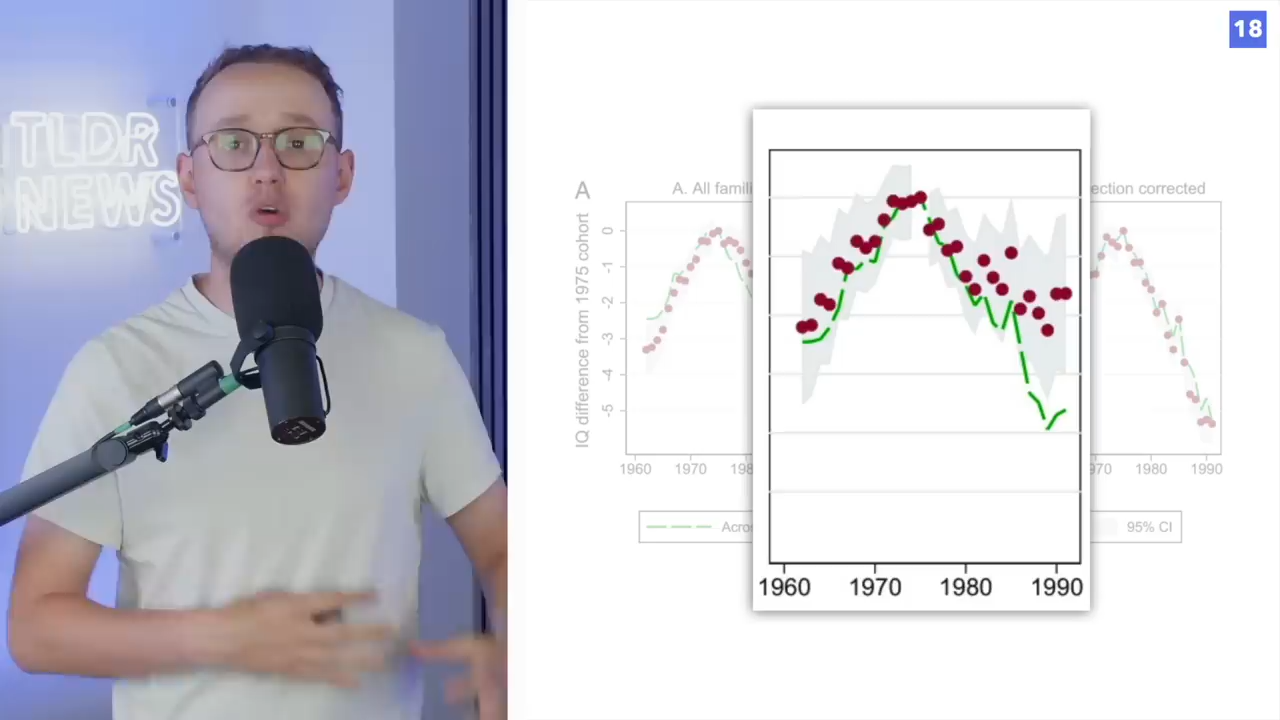 TLDR
NEWS
18
A
A. All famili
ection corrected
IQ difference from 1975 cohort
0
-1
-2
-3
-4
-5
1960 1970 198
1960 1970 1980 1990
970 1980 1990
Acros
95% CI